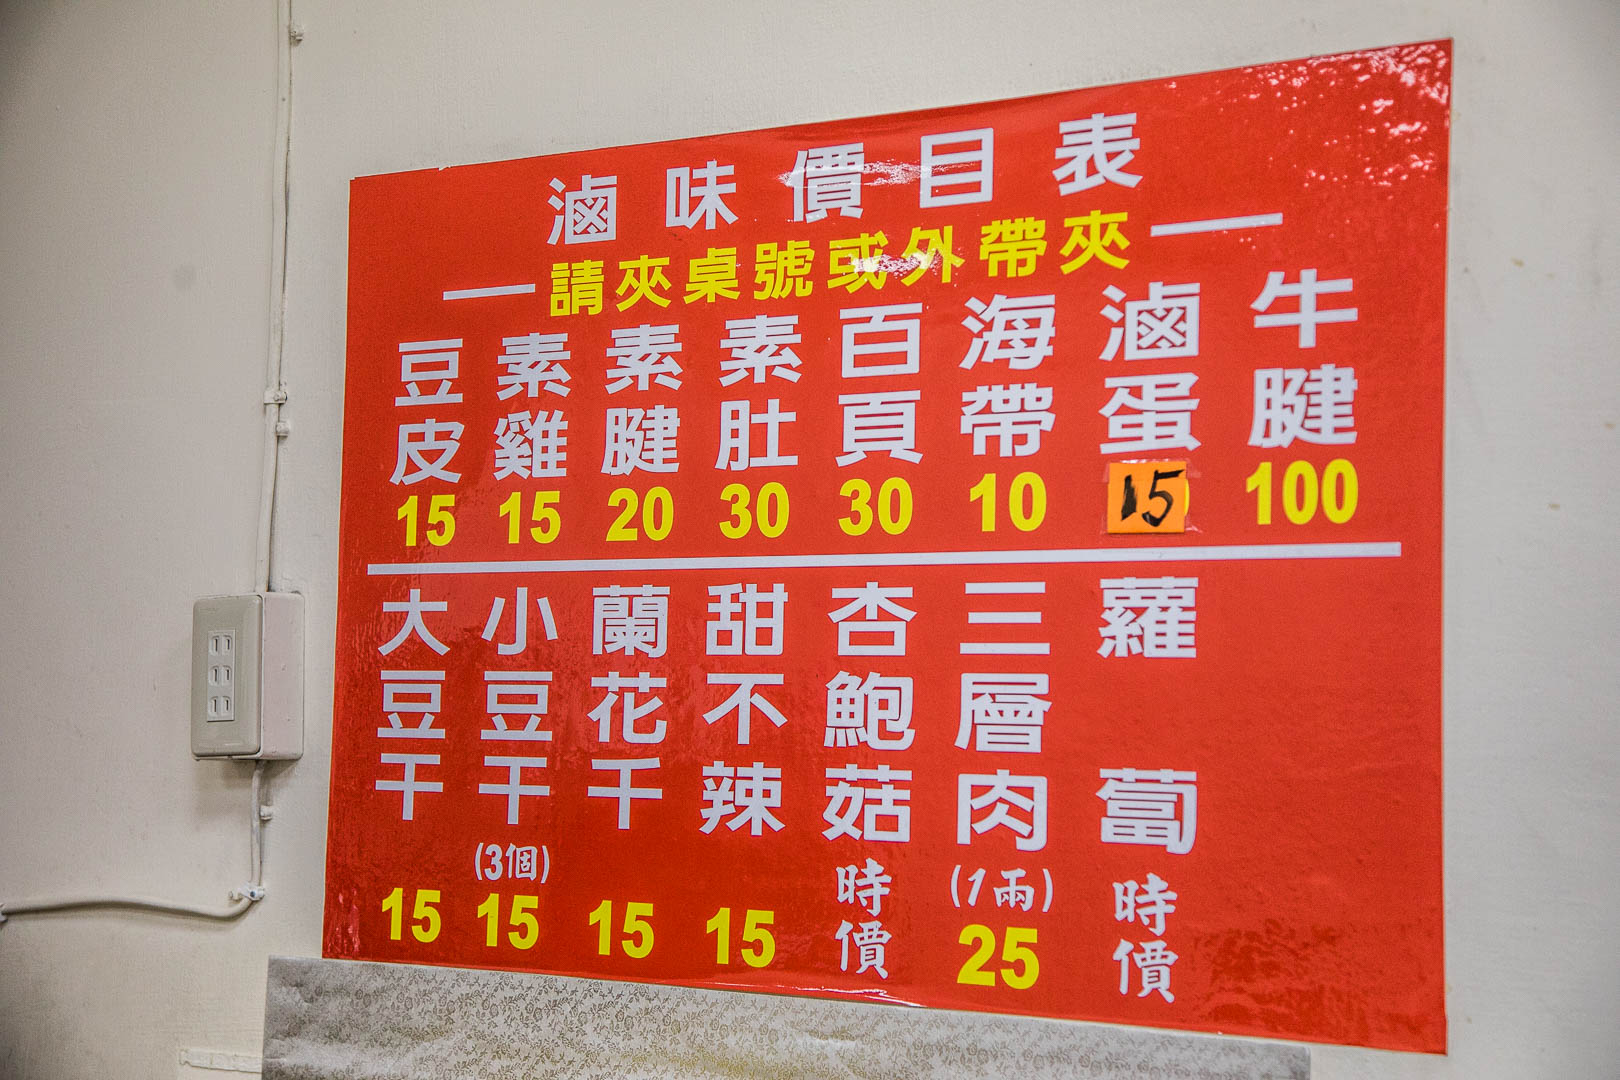 滷味價目表
請夾桌號或外帶夾
豆皮 15
素雞 15
素腱 20
素肚 30
百頁 30
海帶 10
滷蛋 15
牛腱 100
大豆干 15
小豆干 (3個) 15
蘭花干 15
甜不辣 15
杏鮑菇 時價
三層肉 (1兩) 25
蘿蔔 時價